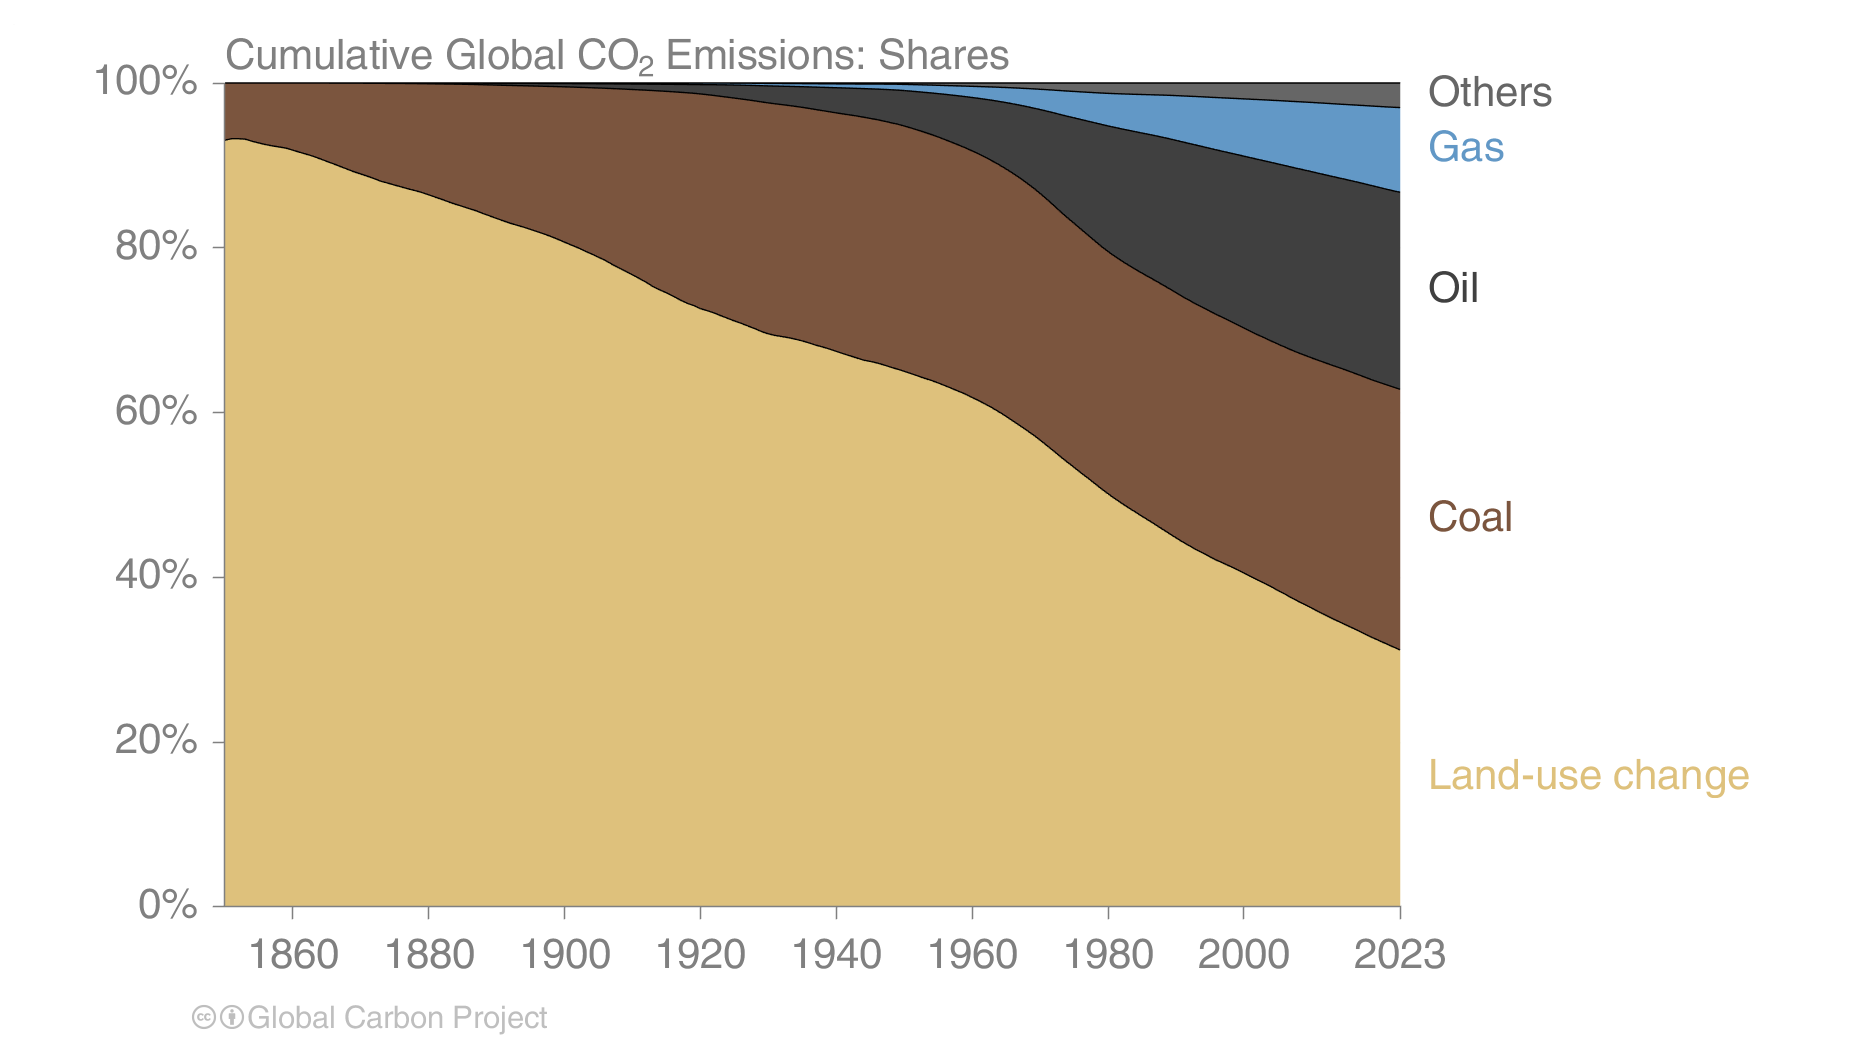 Cumulative Global CO₂ Emissions: Shares
100%
80%
60%
40%
20%
0%
Others
Gas
Oil
Coal
Land-use change
1860 1880 1900 1920 1940 1960 1980 2000 2023
cc Global Carbon Project